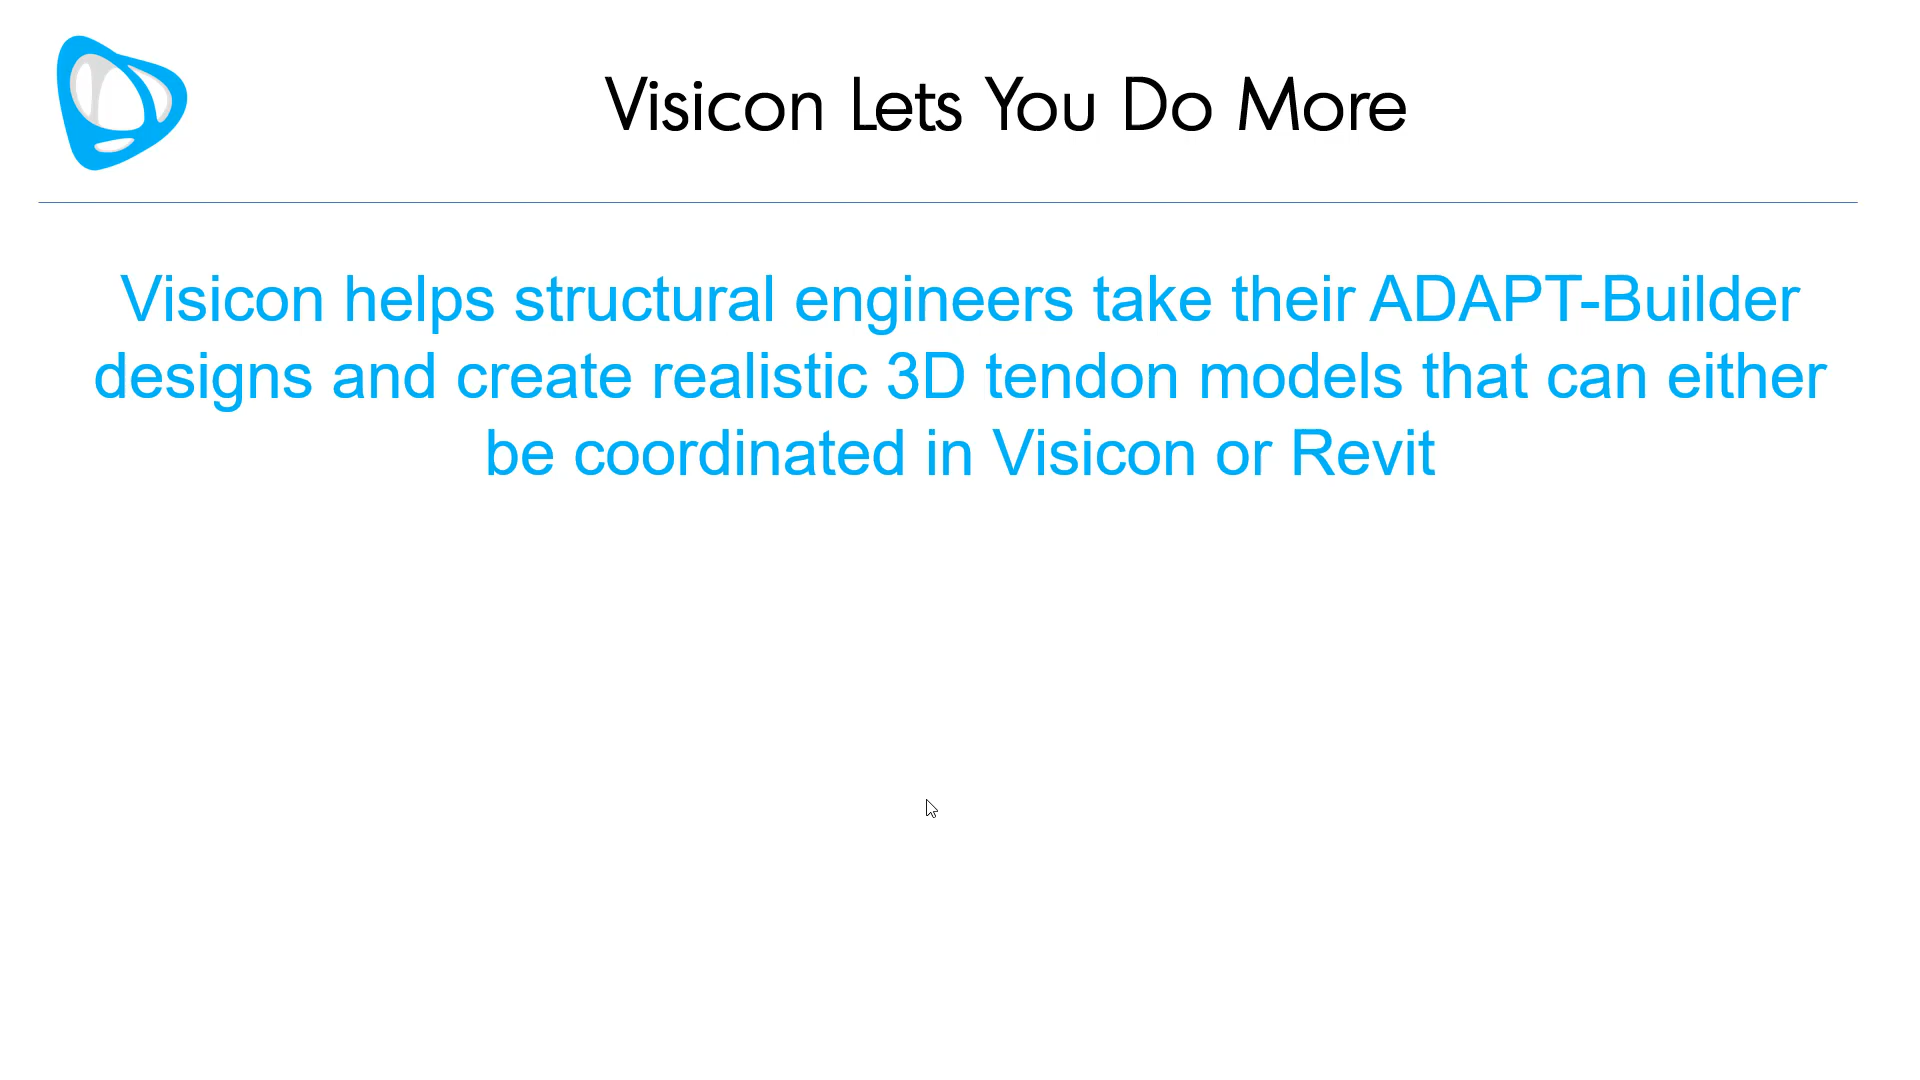 Visicon Lets You Do More
Visicon helps structural engineers take their ADAPT-Builder
designs and create realistic 3D tendon models that can either
be coordinated in Visicon or Revit